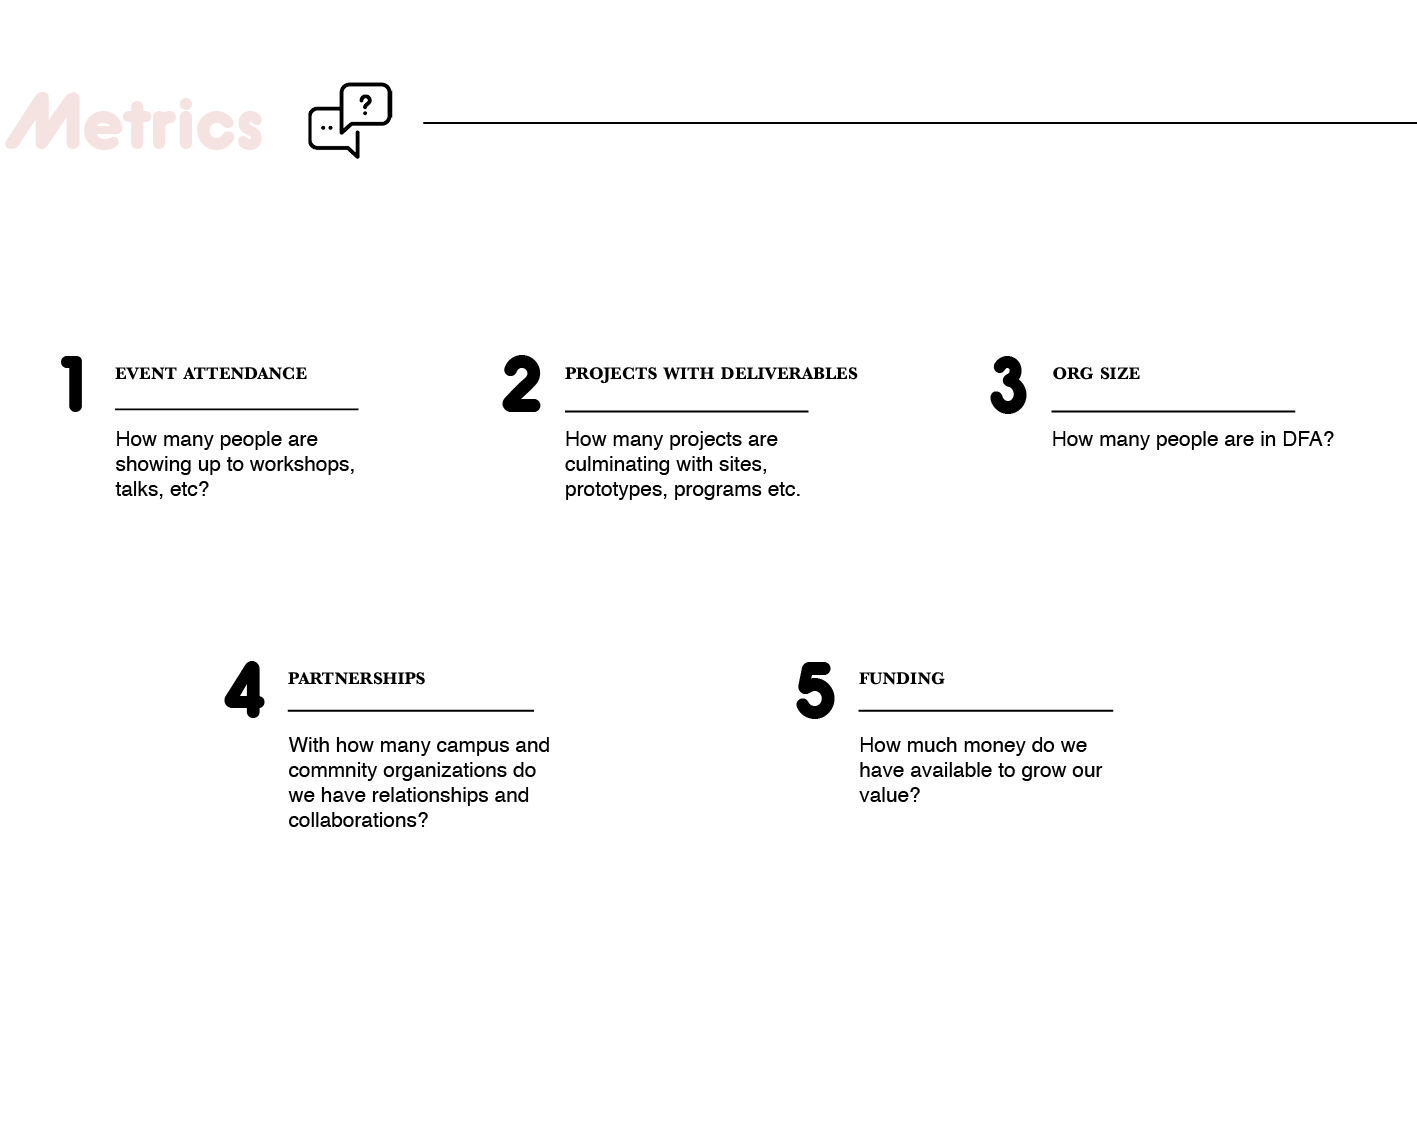 Metrics
?
1
EVENT ATTENDANCE
How many people are
showing up to workshops,
talks, etc?
2
PROJECTS WITH DELIVERABLES
How many projects are
culminating with sites,
prototypes, programs etc.
3
ORG SIZE
How many people are in DFA?
4
PARTNERSHIPS
With how many campus and
commnity organizations do
we have relationships and
collaborations?
5
FUNDING
How much money do we
have available to grow our
value?